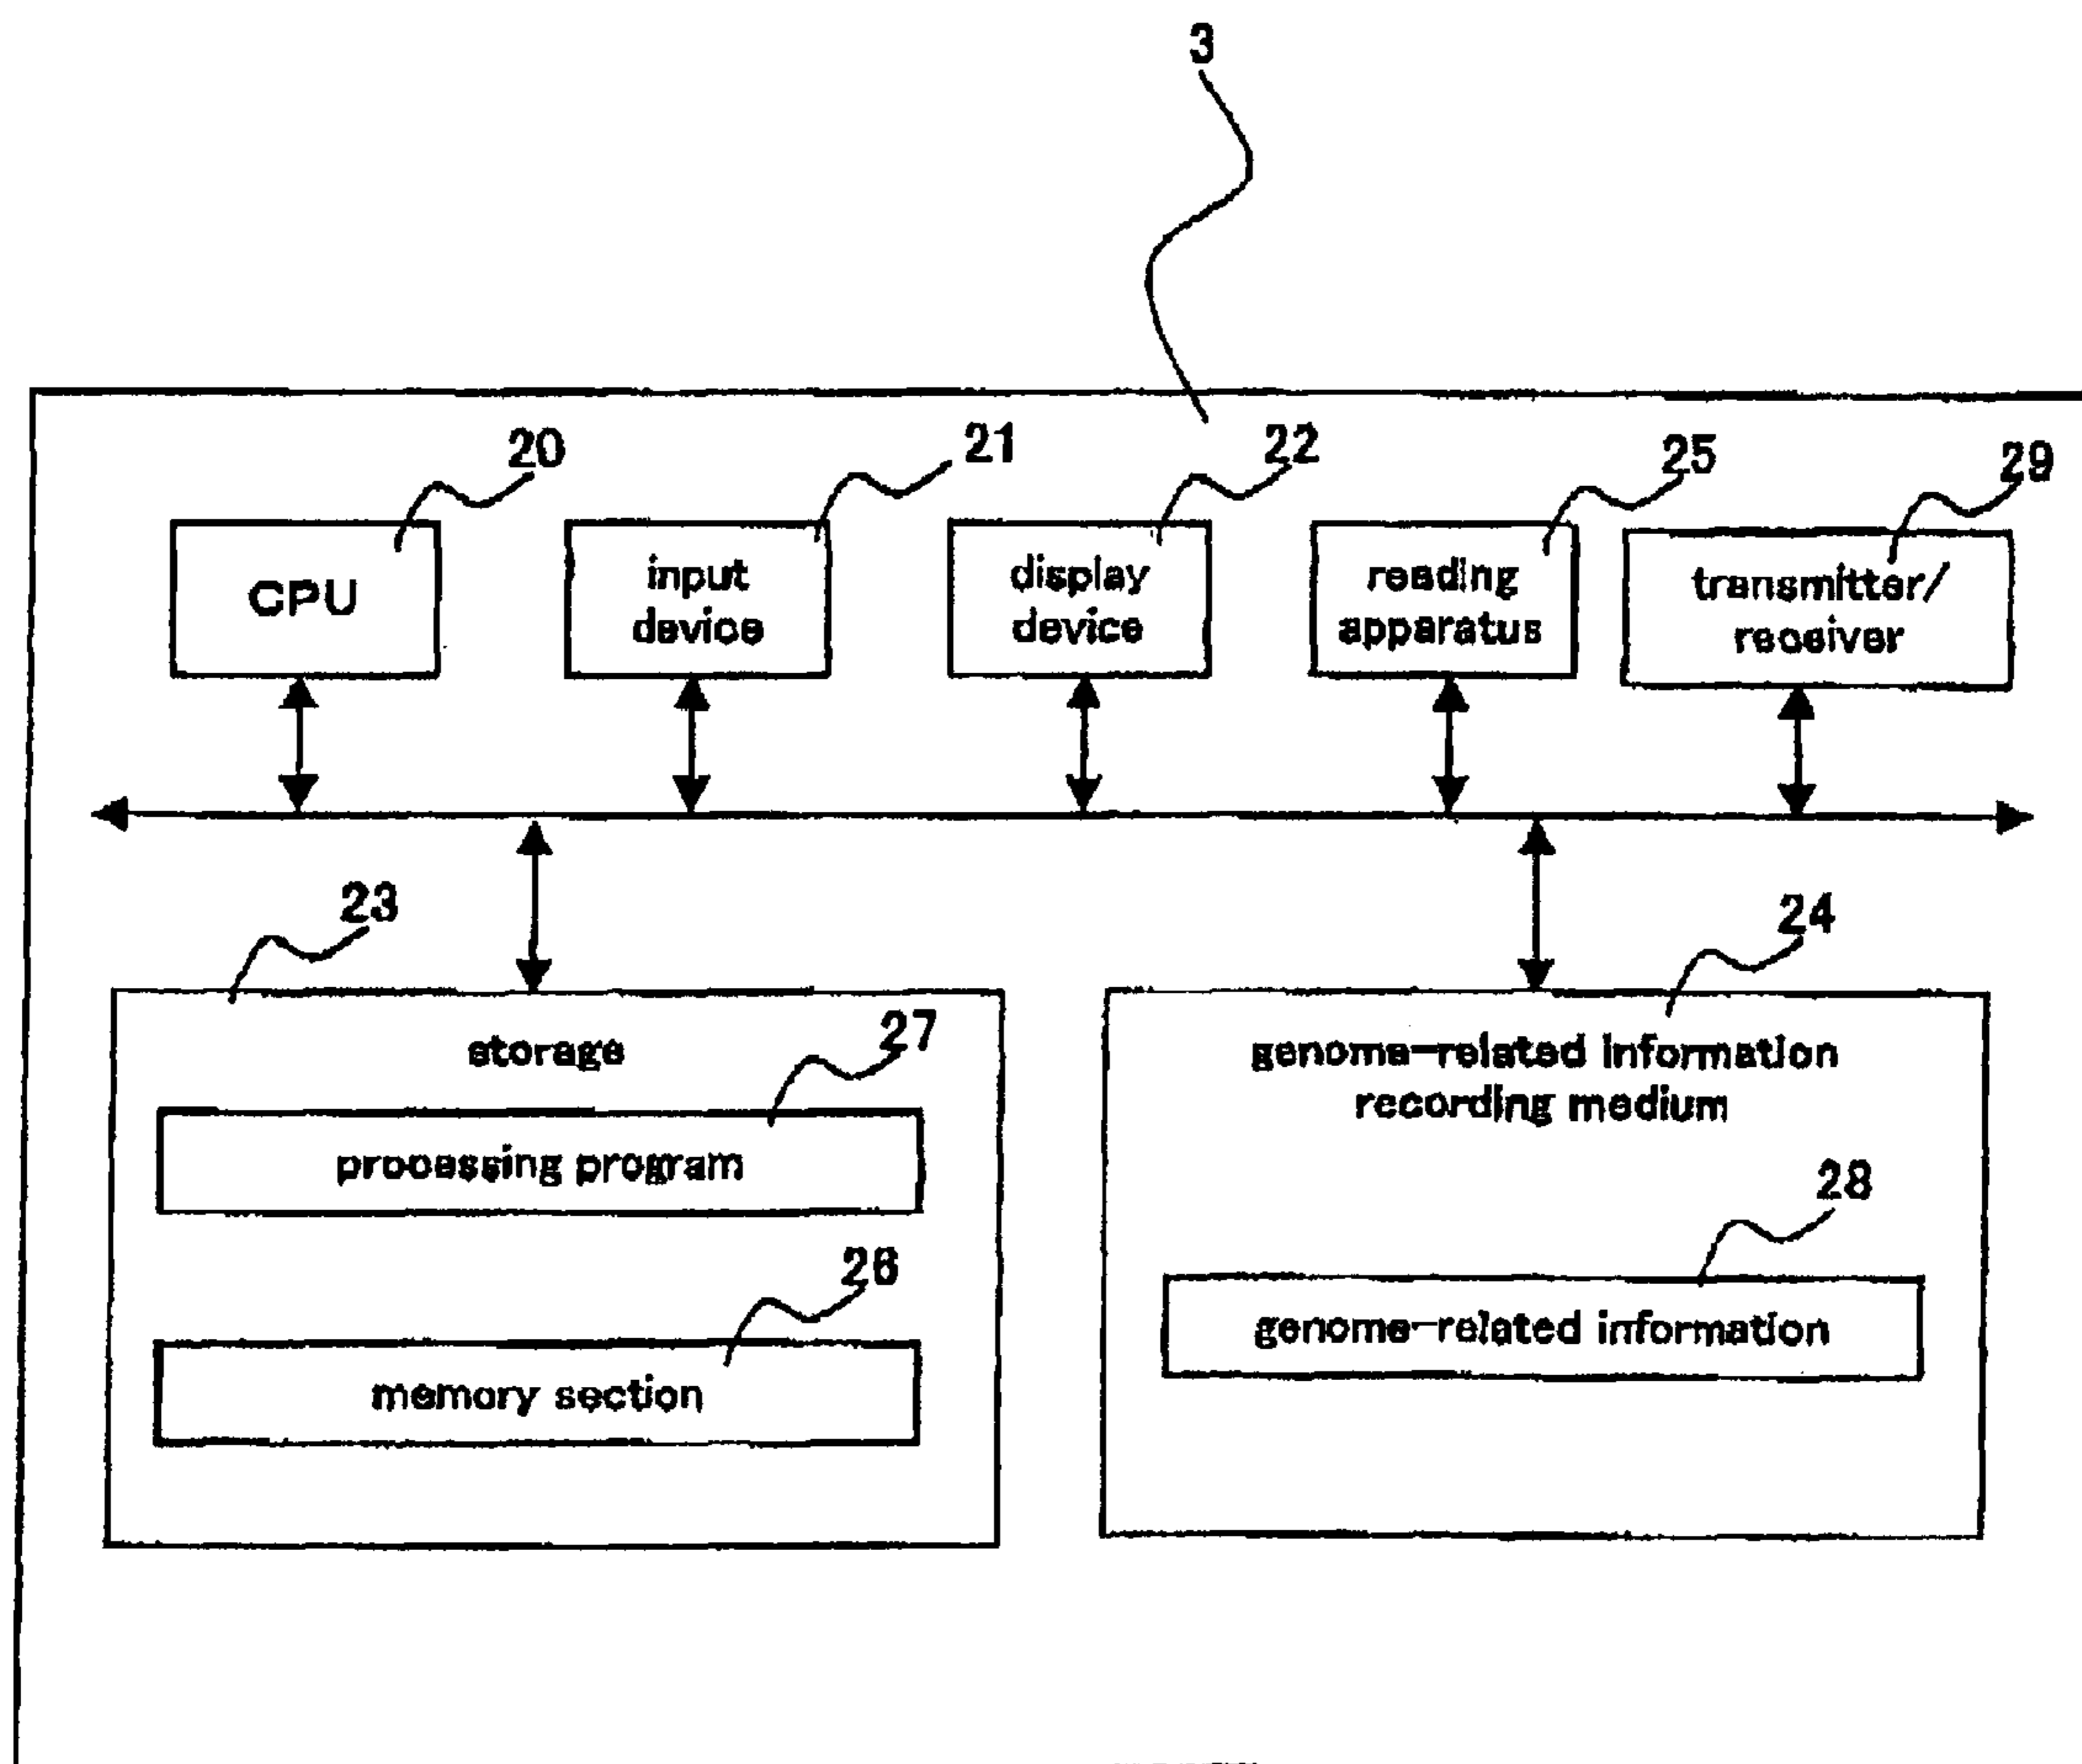 3
20
21
22
25
29
CPU
input
device
display
device
reading
apparatus
transmitter/
receiver
23
24
storage
27
processing program
26
memory section
genome-related information
recording medium
28
genome-related information